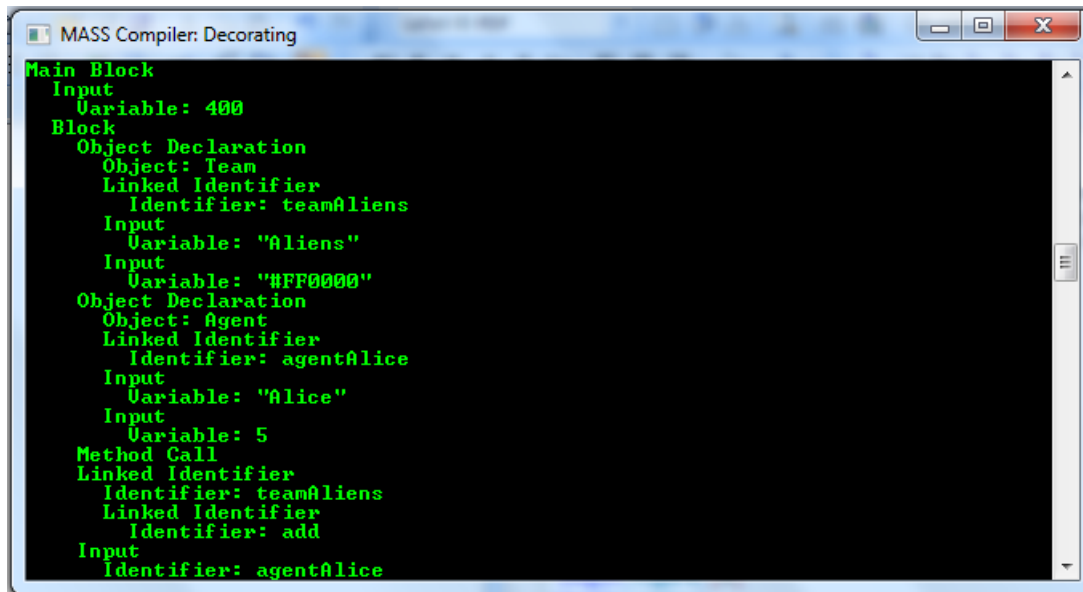 MASS Compiler: Decorating
Main Block
Input
Variable: 400
Block
Object Declaration
Object: Team
Linked Identifier
Identifier: teamAliens
Input
Variable: "Aliens"
Input
Variable: "#FF0000"
Object Declaration
Object: Agent
Linked Identifier
Identifier: agentAlice
Input
Variable: "Alice"
Input
Variable: 5
Method Call
Linked Identifier
Identifier: teamAliens
Linked Identifier
Identifier: add
Input
Identifier: agentAlice